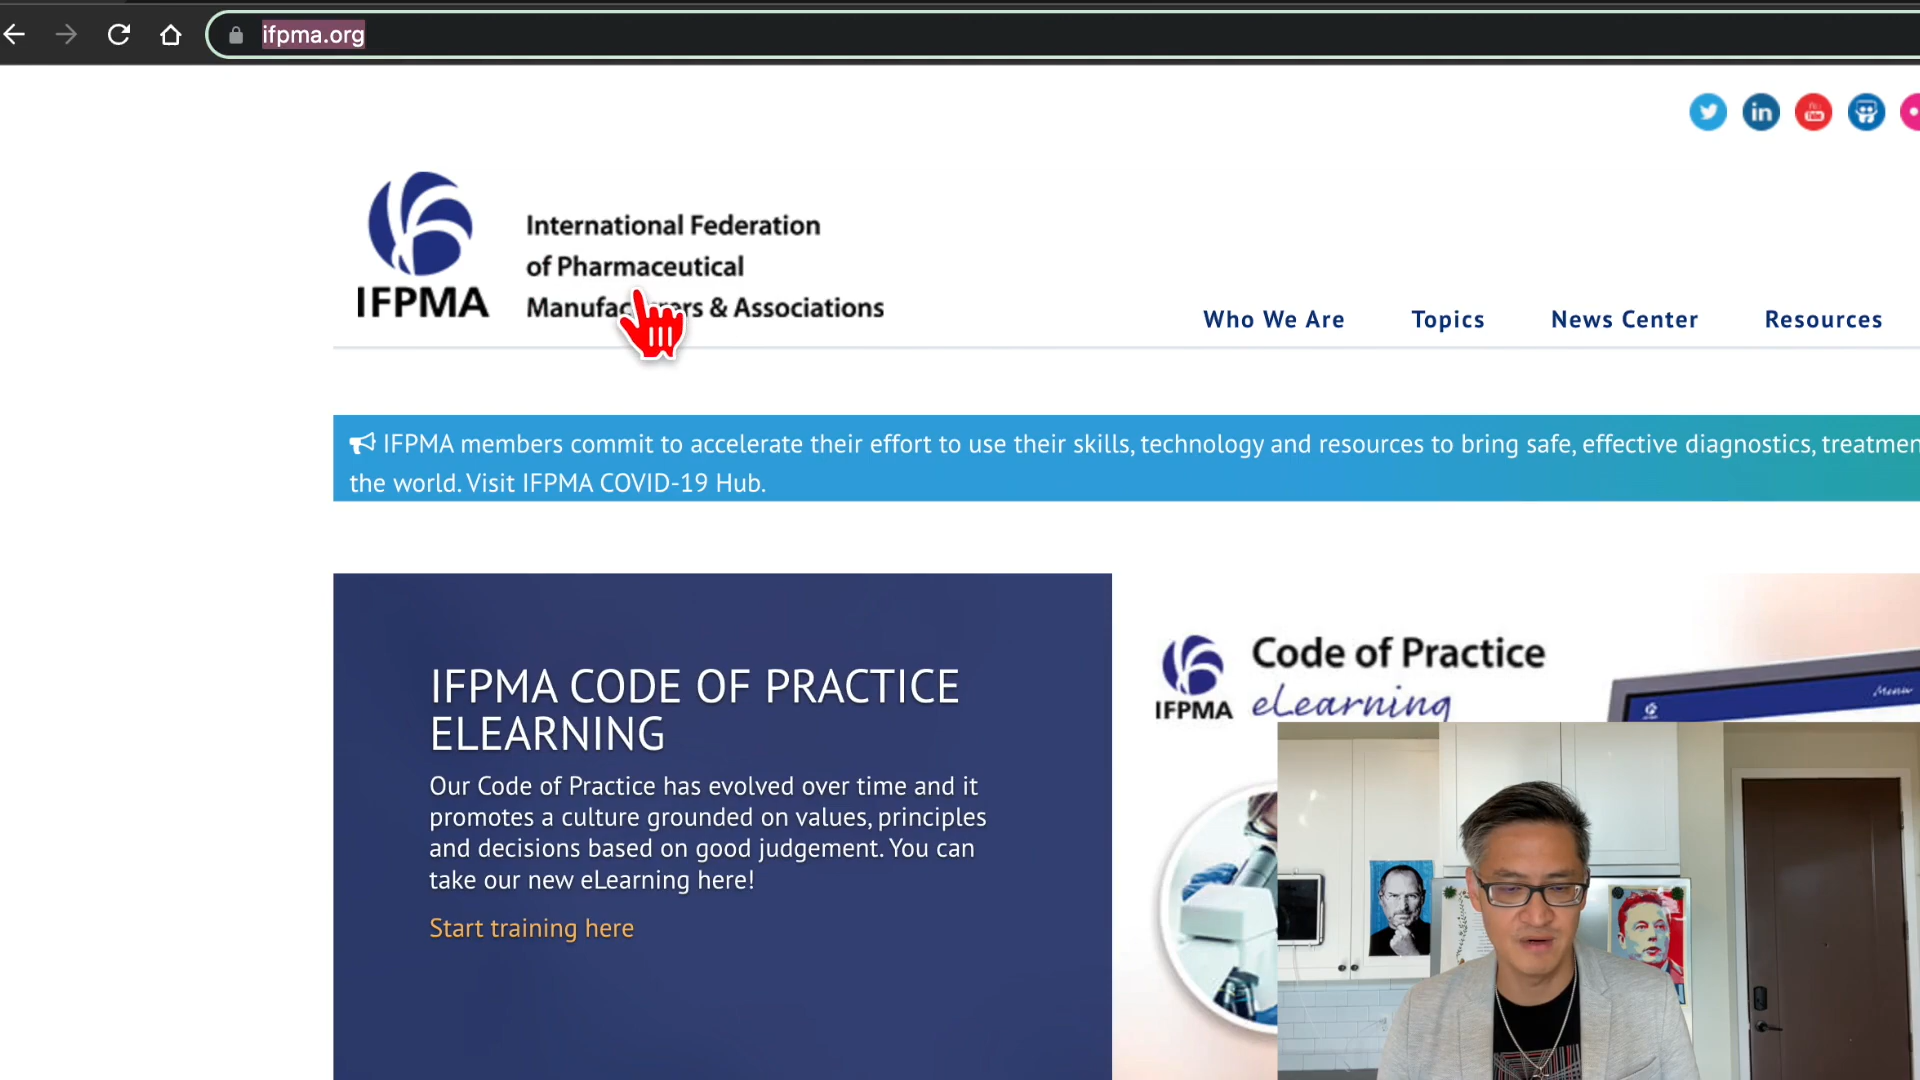 ifpma.org
International Federation
of Pharmaceutical
& Associations
IFPMA
Who We Are Topics News Center Resources
IFPMA members commit to accelerate their effort to use their skills, technology and resources to bring safe, effective diagnostics,
the world. Visit IFPMA COVID-19 Hub.
IFPMA CODE OF PRACTICE
ELEARNING
Our Code of Practice has evolved over time and it
promotes a culture grounded on values, principles
and decisions based on good judgement. You can
take our new eLearning here!
Start training here
Code of Practice
eLearning
IFPMA
Menu